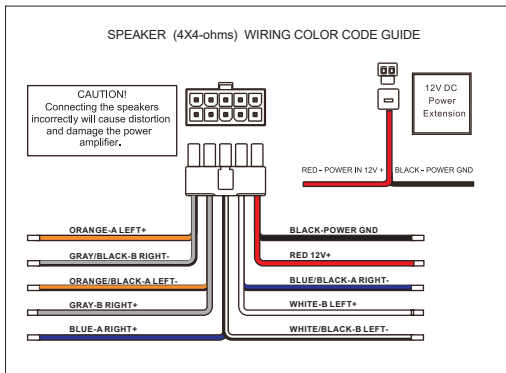 SPEAKER (4X4-ohms) WIRING COLOR CODE GUIDE
CAUTION!
Connecting the speakers
incorrectly will cause distortion
and damage the power
amplifier.
12V DC
Power
Extension
RED - POWER IN 12V +
BLACK - POWER GND
ORANGE-A LEFT+
GRAY/BLACK-B RIGHT-
ORANGE/BLACK-A LEFT-
GRAY-B RIGHT+
BLUE-A RIGHT+
BLACK-POWER GND
RED 12V+
BLUE/BLACK-A RIGHT-
WHITE-B LEFT+
WHITE/BLACK-B LEFT-